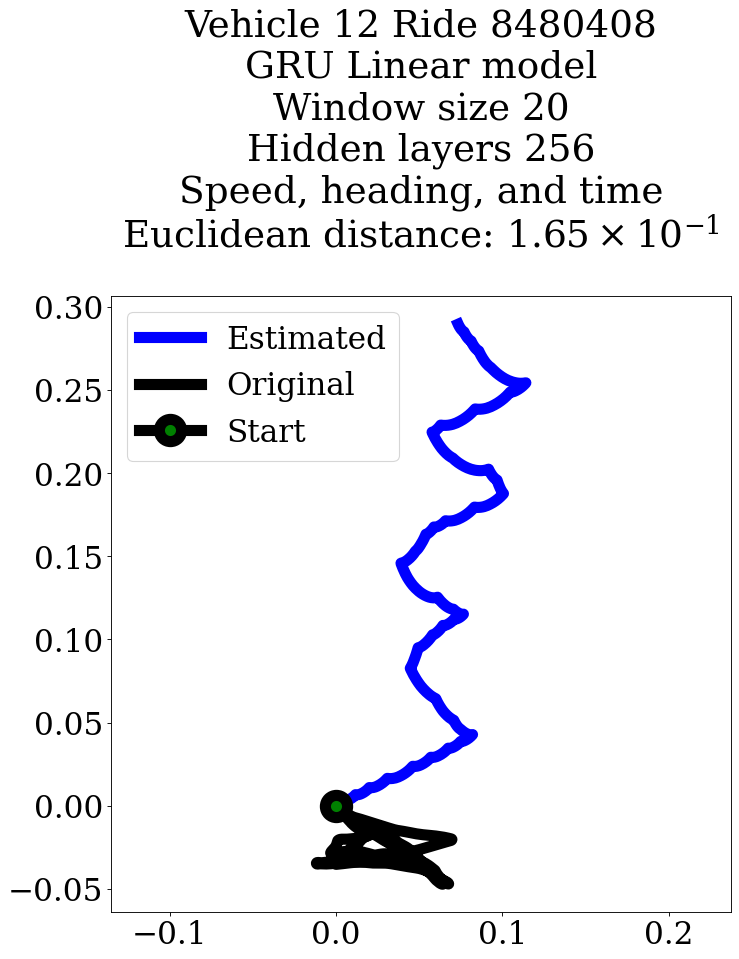 Vehicle 12 Ride 8480408
GRU Linear model
Window size 20
Hidden layers 256
Speed, heading, and time
Euclidean distance: 1.65 × 10⁻¹
Estimated
Original
Start
0.30
0.25
0.20
0.15
0.10
0.05
0.00
−0.05
−0.1 0.0 0.1 0.2